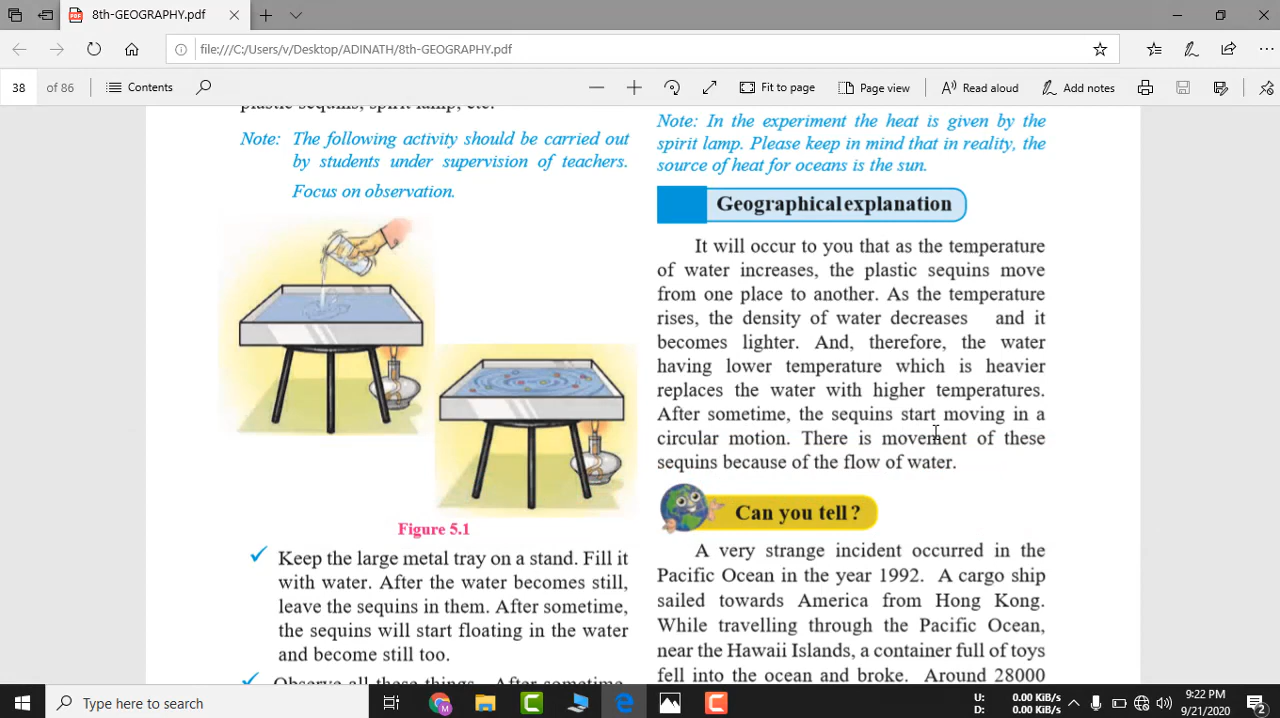 8th-GEOGRAPHY.pdf
file:///C:/Users/v/Desktop/ADINATH/8th-GEOGRAPHY.pdf
38 of 86 Contents Fit to page Page view Read aloud Add notes
plastic sequins, spirit lamp, etc.
Note: The following activity should be carried out
by students under supervision of teachers.
Focus on observation.
Figure 5.1
Keep the large metal tray on a stand. Fill it
with water. After the water becomes still,
leave the sequins in them. After sometime,
the sequins will start floating in the water
and become still too.
Observe all these things. After sometime,
Note: In the experiment the heat is given by the
spirit lamp. Please keep in mind that in reality, the
source of heat for oceans is the sun.
Geographical explanation
It will occur to you that as the temperature
of water increases, the plastic sequins move
from one place to another. As the temperature
rises, the density of water decreases and it
becomes lighter. And, therefore, the water
having lower temperature which is heavier
replaces the water with higher temperatures.
After sometime, the sequins start moving in a
circular motion. There is movement of these
sequins because of the flow of water.
Can you tell ?
A very strange incident occurred in the
Pacific Ocean in the year 1992. A cargo ship
sailed towards America from Hong Kong.
While travelling through the Pacific Ocean,
near the Hawaii Islands, a container full of toys
fell into the ocean and broke. Around 28000
Type here to search
U: 0.00 KiB/s
D: 0.00 KiB/s
9:22 PM
9/21/2020
2